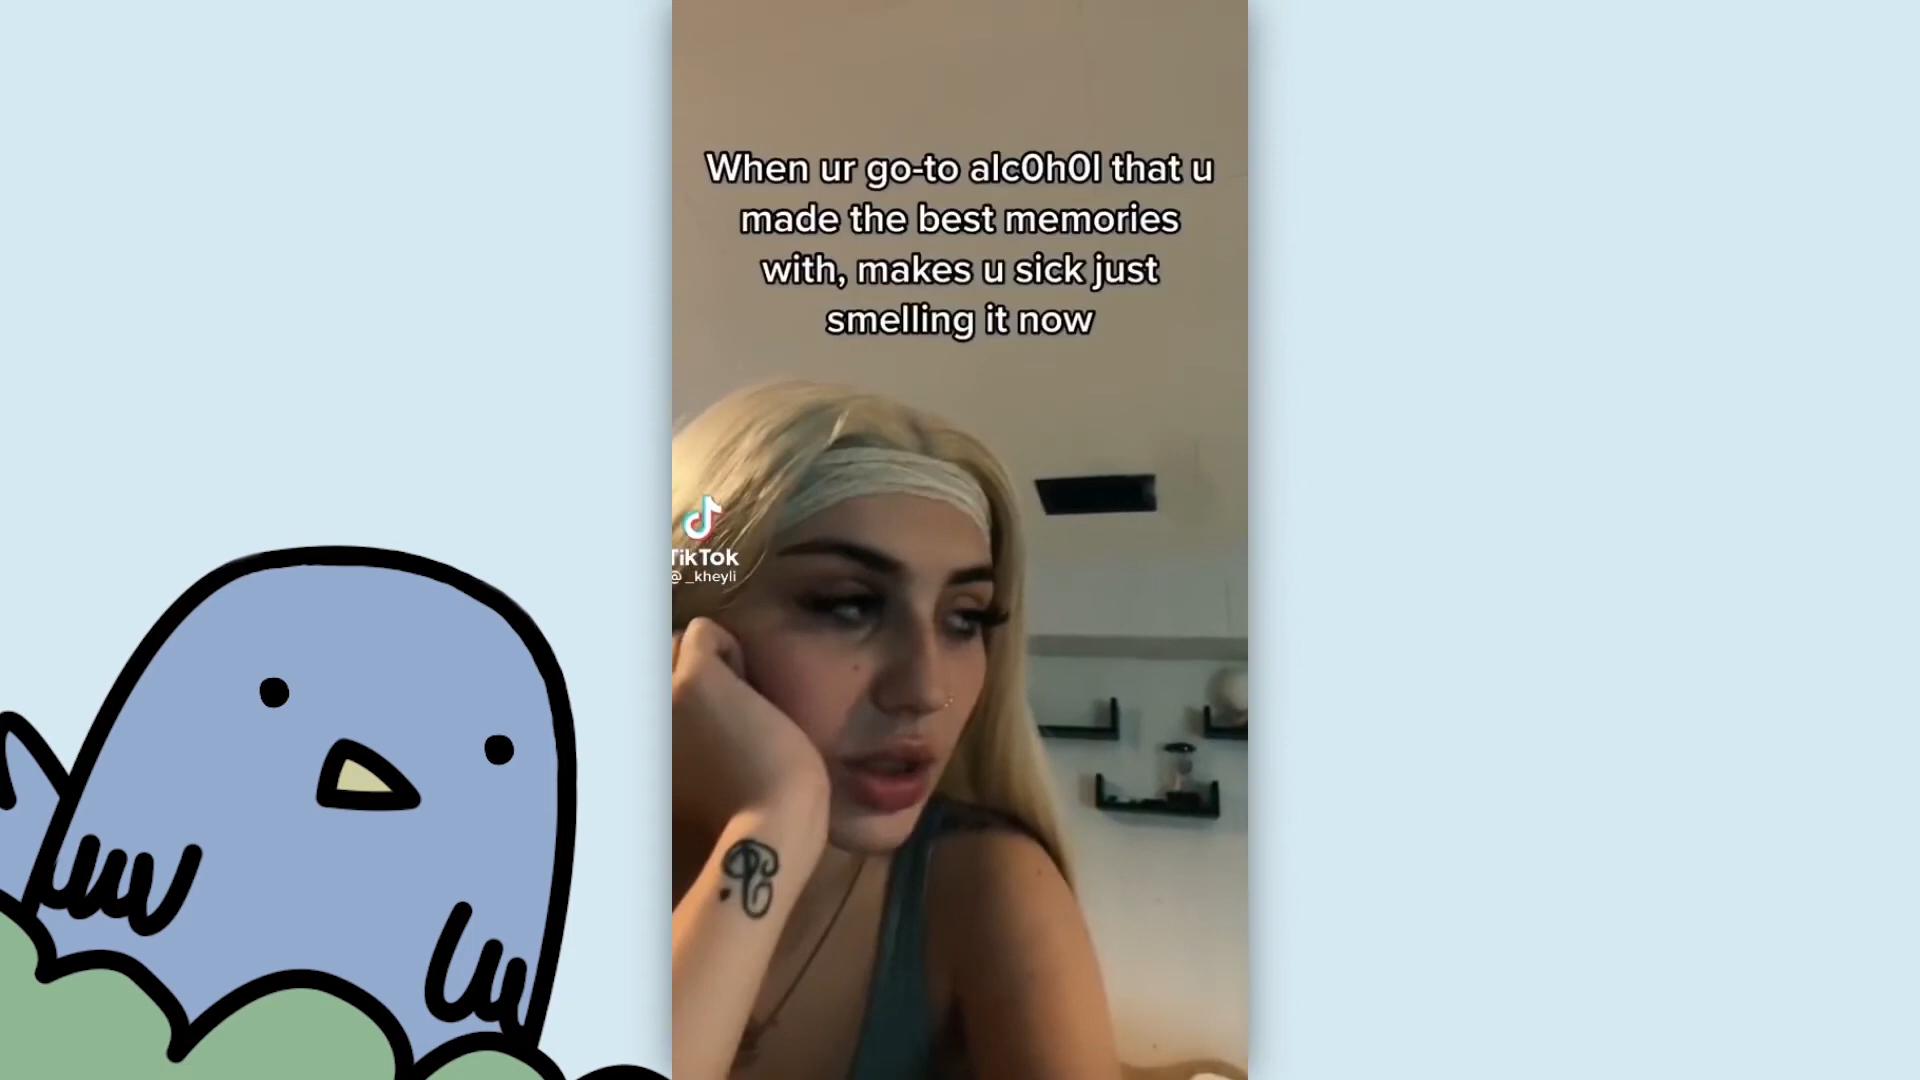 When ur go-to alc0h0l that u
made the best memories
with, makes u sick just
smelling it now
TikTok
@ _kheyli